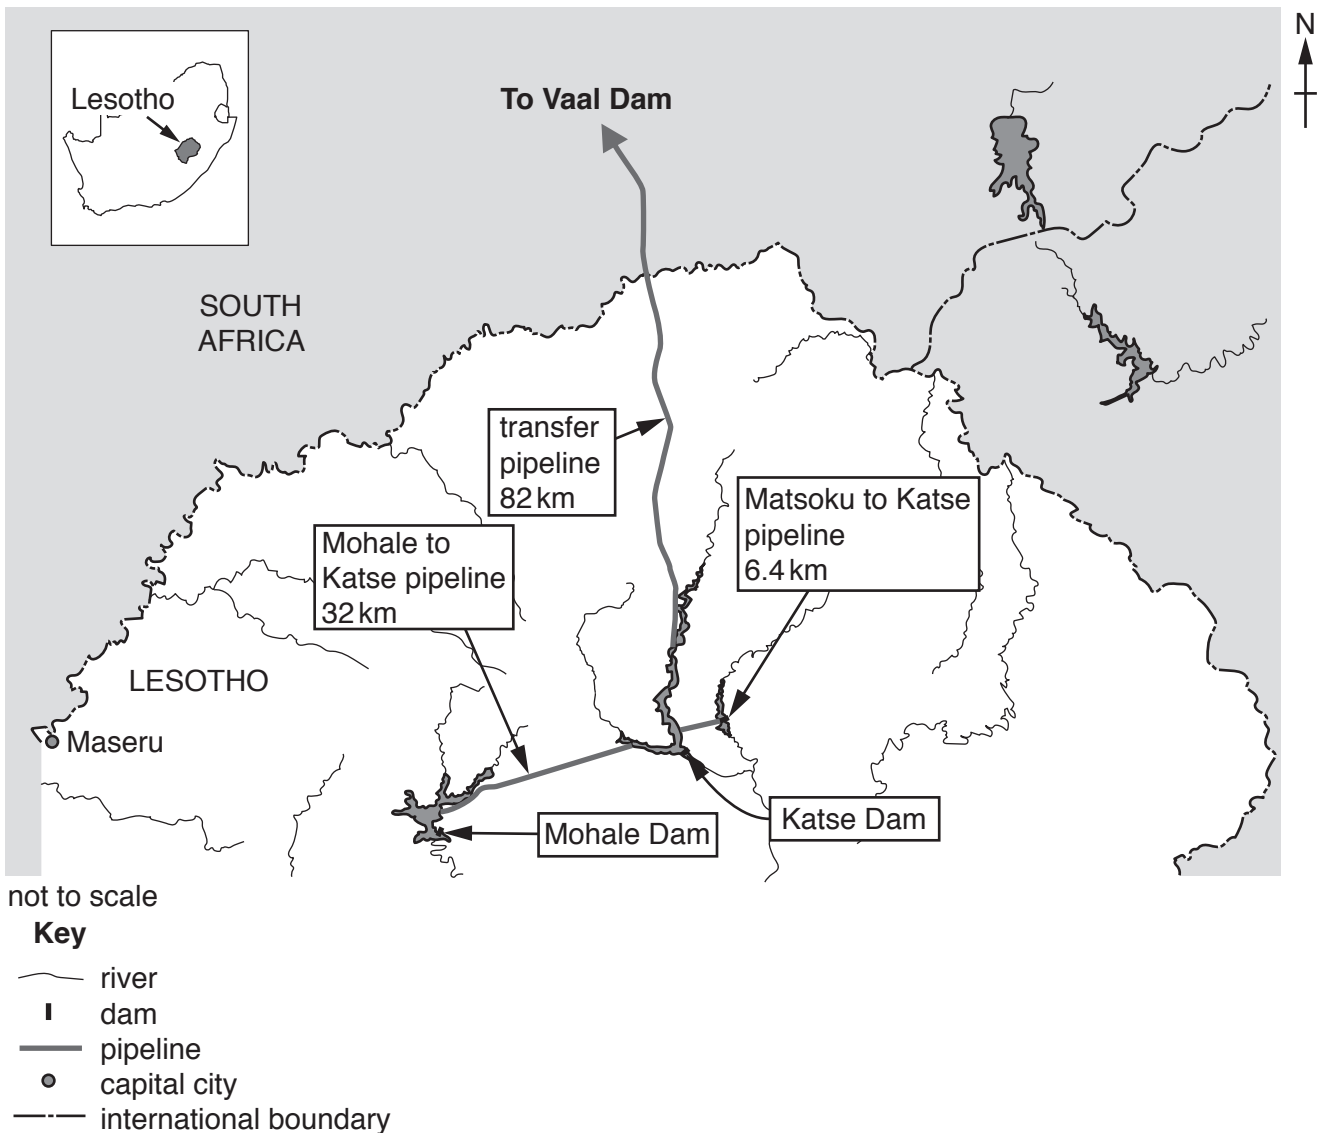 N
Lesotho
To Vaal Dam
SOUTH
AFRICA
transfer
pipeline
82 km
Matsoku to Katse
pipeline
6.4 km
Mohale to
Katse pipeline
32 km
LESOTHO
Maseru
Katse Dam
Mohale Dam
not to scale
Key
river
dam
pipeline
capital city
international boundary